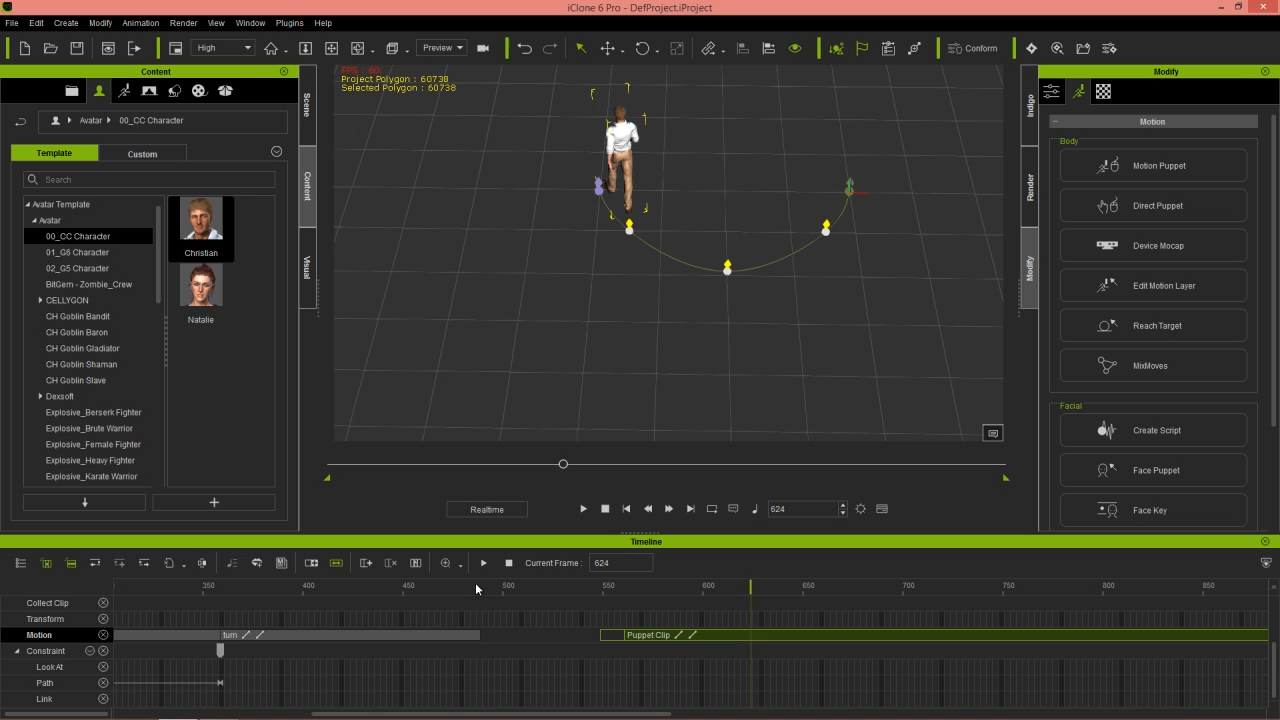 iClone 6 Pro - DefProject.iProject
File Edit Create Modify Animation Render View Window Plugins Help
High Preview Conform
Content
Avatar 00_CC Character
Template Custom
Search
Avatar Template
Avatar
00_CC Character
01_G6 Character
02_G5 Character
BitGem - Zombie_Crew
CELLYGON
CH Goblin Bandit
CH Goblin Baron
CH Goblin Gladiator
CH Goblin Shaman
CH Goblin Slave
Dexsoft
Explosive_Berserk Fighter
Explosive_Brute Warrior
Explosive_Female Fighter
Explosive_Heavy Fighter
Explosive_Karate Warrior
Christian
Natalie
Scene
Content
Visual
FPS : 60
Project Polygon : 60738
Selected Polygon : 60738
Realtime
624
Indigo
Render
Modify
Modify
Motion
Body
Motion Puppet
Direct Puppet
Device Mocap
Edit Motion Layer
Reach Target
MixMoves
Facial
Create Script
Face Puppet
Face Key
Timeline
Current Frame : 624
350 400 450 500 550 600 650 700 750 800 850
Collect Clip
Transform
Motion turn Puppet Clip
Constraint
Look At
Path
Link